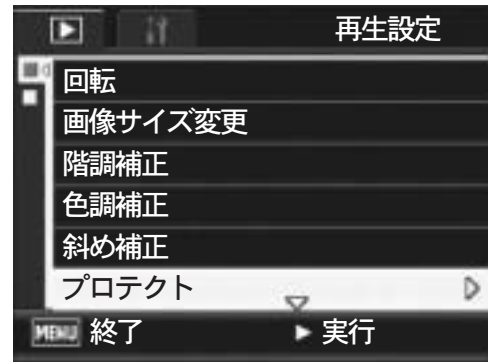 再生設定
回転
画像サイズ変更
階調補正
色調補正
斜め補正
プロテクト
MENU 終了 実行